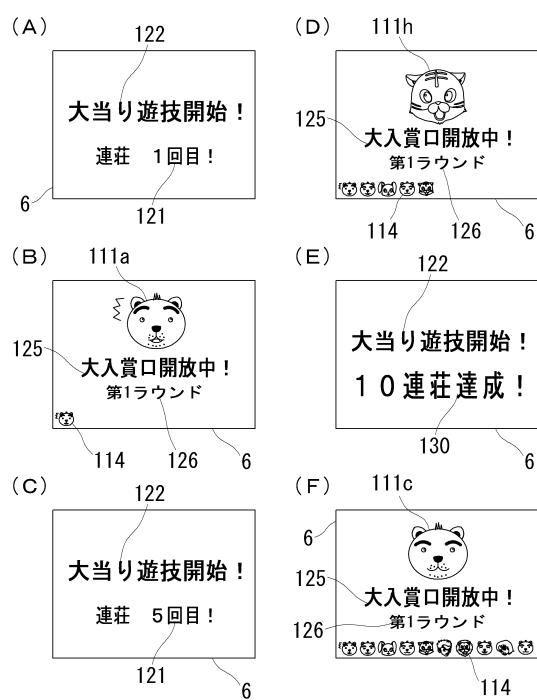 (A)
122
大当り遊技開始！
連荘　1回目！
6
121
(B)
111a
125
大入賞口開放中！
第1ラウンド
114
126
6
(C)
122
大当り遊技開始！
連荘　5回目！
121
6
(D)
111h
125
大入賞口開放中！
第1ラウンド
114
126
6
(E)
122
大当り遊技開始！
１０連荘達成！
130
6
(F)
111c
6
125
大入賞口開放中！
126
第1ラウンド
114